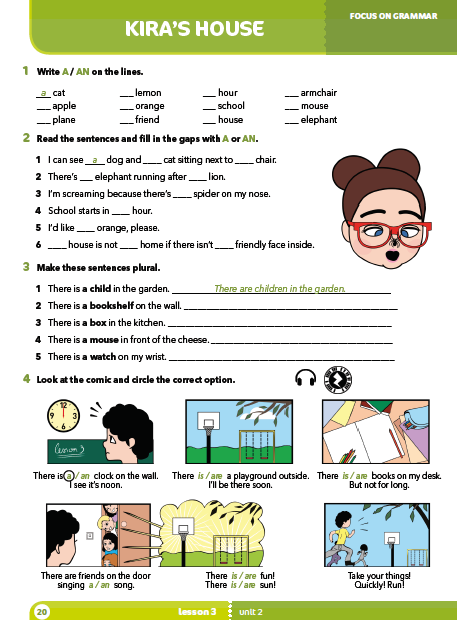 FOCUS ON GRAMMAR
KIRA'S HOUSE
1 Write A / AN on the lines.
_a_ cat ___ lemon ___ hour ___ armchair
___ apple ___ orange ___ school ___ mouse
___ plane ___ friend ___ house ___ elephant
2 Read the sentences and fill in the gaps with A or AN.
1 I can see _a_ dog and ____ cat sitting next to ____ chair.
2 There's ___ elephant running after ____ lion.
3 I'm screaming because there's ____ spider on my nose.
4 School starts in ____ hour.
5 I'd like ____ orange, please.
6 ____ house is not ____ home if there isn't ____ friendly face inside.
3 Make these sentences plural.
1 There is a child in the garden. There are children in the garden.
2 There is a bookshelf on the wall.
3 There is a box in the kitchen.
4 There is a mouse in front of the cheese.
5 There is a watch on my wrist.
4 Look at the comic and circle the correct option.
12
9 3
6
lesson 3
There is a / an clock on the wall.
I see it's noon.
There is / are a playground outside.
I'll be there soon.
There is / are books on my desk.
But not for long.
There are friends on the door
singing a / an song.
There is / are fun!
There is / are sun!
Take your things!
Quickly! Run!
20 lesson 3 unit 2